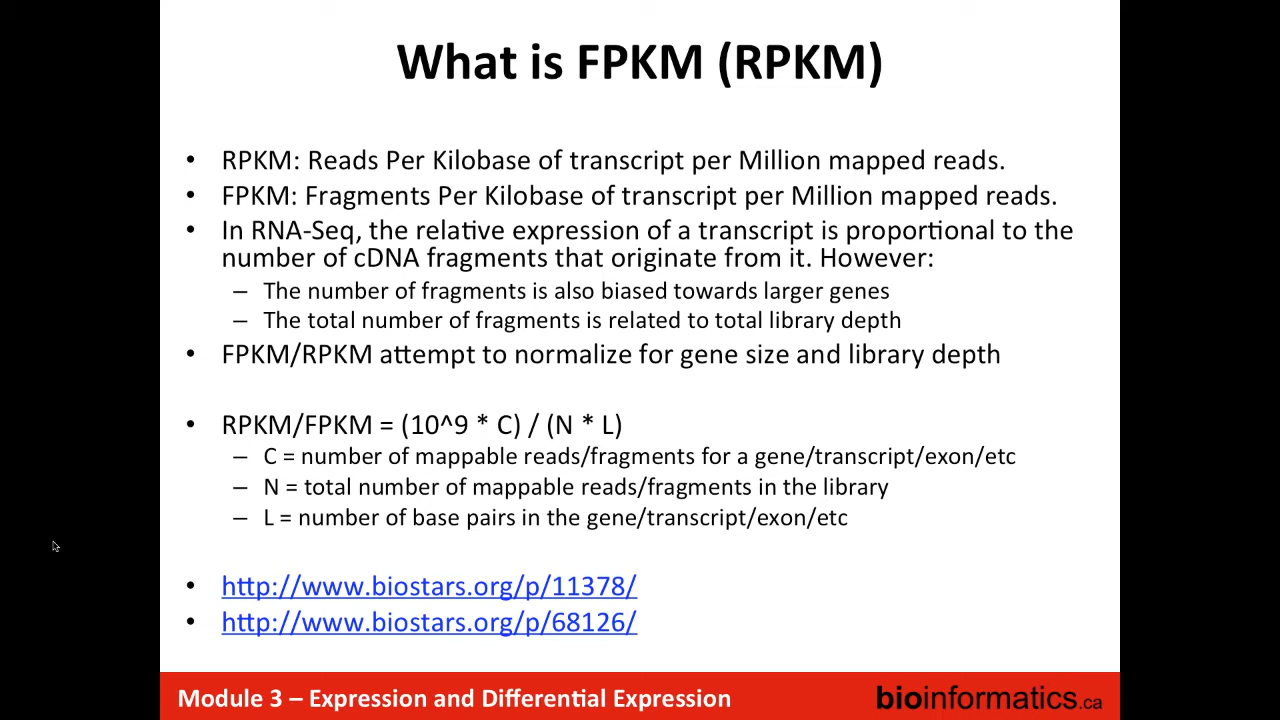 What is FPKM (RPKM)
• RPKM: Reads Per Kilobase of transcript per Million mapped reads.
• FPKM: Fragments Per Kilobase of transcript per Million mapped reads.
• In RNA-Seq, the relative expression of a transcript is proportional to the
number of cDNA fragments that originate from it. However:
– The number of fragments is also biased towards larger genes
– The total number of fragments is related to total library depth
• FPKM/RPKM attempt to normalize for gene size and library depth
• RPKM/FPKM = (10^9 * C) / (N * L)
– C = number of mappable reads/fragments for a gene/transcript/exon/etc
– N = total number of mappable reads/fragments in the library
– L = number of base pairs in the gene/transcript/exon/etc
• http://www.biostars.org/p/11378/
• http://www.biostars.org/p/68126/
Module 3 – Expression and Differential Expression
bioinformatics.ca